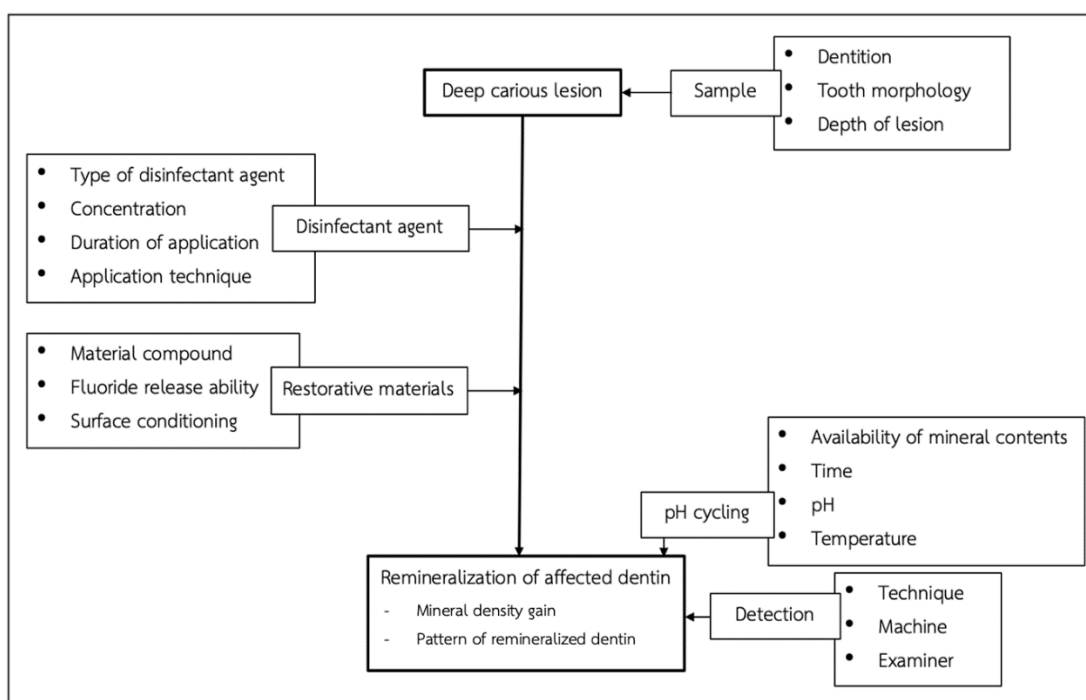 • Dentition
• Tooth morphology
• Depth of lesion
Sample
Deep carious lesion
• Type of disinfectant agent
• Concentration
• Duration of application
• Application technique
Disinfectant agent
• Material compound
• Fluoride release ability
• Surface conditioning
Restorative materials
• Availability of mineral contents
• Time
• pH
• Temperature
pH cycling
Remineralization of affected dentin
- Mineral density gain
- Pattern of remineralized dentin
Detection
• Technique
• Machine
• Examiner